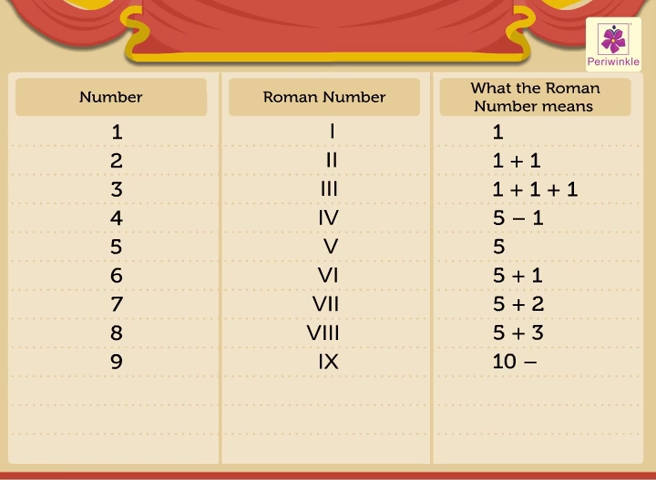 Periwinkle
Number Roman Number What the Roman Number means
1 I 1
2 II 1 + 1
3 III 1 + 1 + 1
4 IV 5 – 1
5 V 5
6 VI 5 + 1
7 VII 5 + 2
8 VIII 5 + 3
9 IX 10 –